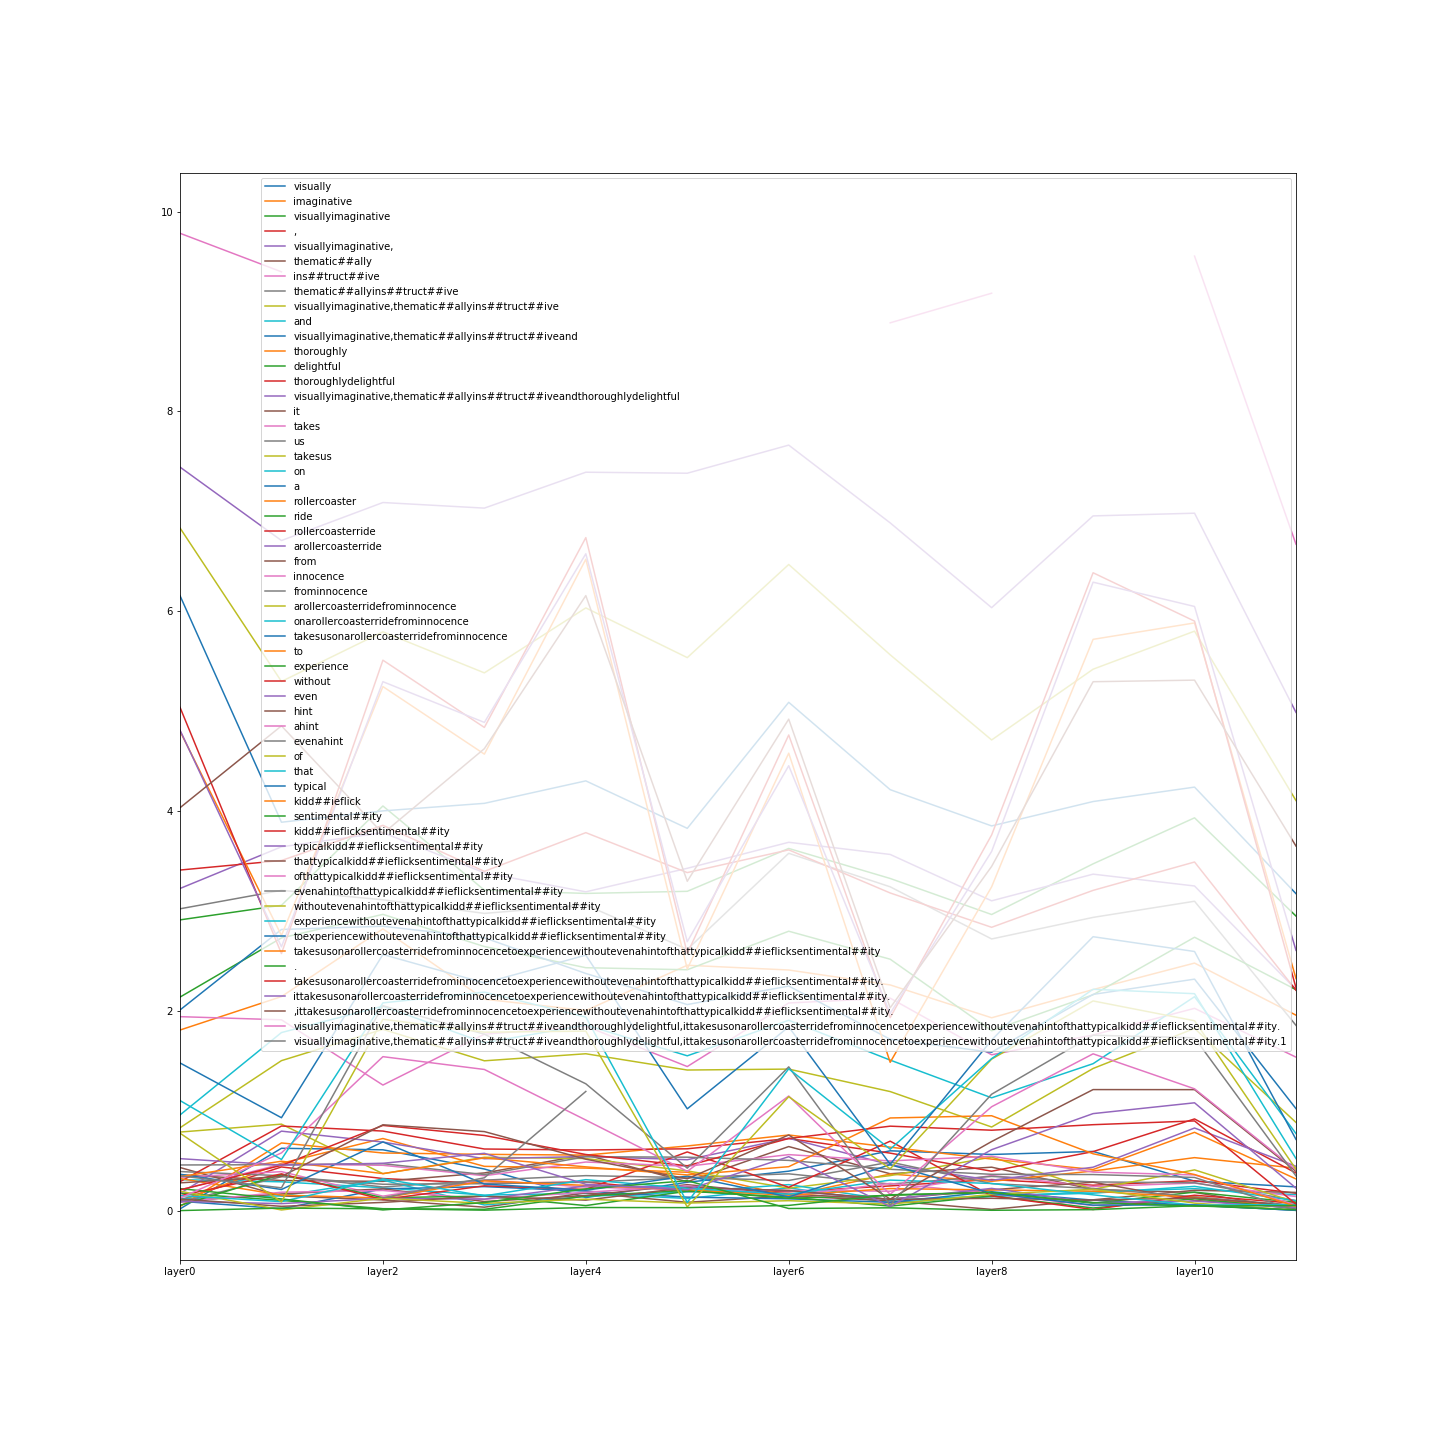 10
8
6
4
2
0
layer0
layer2
layer4
layer6
layer8
layer10
visually
imaginative
visuallyimaginative
,
visuallyimaginative,
thematic##ally
ins##truct##ive
thematic##allyins##truct##ive
visuallyimaginative,thematic##allyins##truct##ive
and
visuallyimaginative,thematic##allyins##truct##iveand
thoroughly
delightful
thoroughlydelightful
visuallyimaginative,thematic##allyins##truct##iveandthoroughlydelightful
it
takes
us
takesus
on
a
rollercoaster
ride
rollercoasterride
arollercoasterride
from
innocence
frominnocence
arollercoasterridefrominnocence
onarollercoasterridefrominnocence
takesusonarollercoasterridefrominnocence
to
experience
without
even
hint
ahint
evenahint
of
that
typical
kidd##ieflick
sentimental##ity
kidd##ieflicksentimental##ity
typicalkidd##ieflicksentimental##ity
thattypicalkidd##ieflicksentimental##ity
ofthattypicalkidd##ieflicksentimental##ity
evenahintofthattypicalkidd##ieflicksentimental##ity
withoutevenahintofthattypicalkidd##ieflicksentimental##ity
experiencewithoutevenahintofthattypicalkidd##ieflicksentimental##ity
toexperiencewithoutevenahintofthattypicalkidd##ieflicksentimental##ity
takesusonarollercoasterridefrominnocencetoexperiencewithoutevenahintofthattypicalkidd##ieflicksentimental##ity
.
takesusonarollercoasterridefrominnocencetoexperiencewithoutevenahintofthattypicalkidd##ieflicksentimental##ity.
ittakesusonarollercoasterridefrominnocencetoexperiencewithoutevenahintofthattypicalkidd##ieflicksentimental##ity.
,ittakesusonarollercoasterridefrominnocencetoexperiencewithoutevenahintofthattypicalkidd##ieflicksentimental##ity.
visuallyimaginative,thematic##allyins##truct##iveandthoroughlydelightful,ittakesusonarollercoasterridefrominnocencetoexperiencewithoutevenahintofthattypicalkidd##ieflicksentimental##ity.
visuallyimaginative,thematic##allyins##truct##iveandthoroughlydelightful,ittakesusonarollercoasterridefrominnocencetoexperiencewithoutevenahintofthattypicalkidd##ieflicksentimental##ity.1